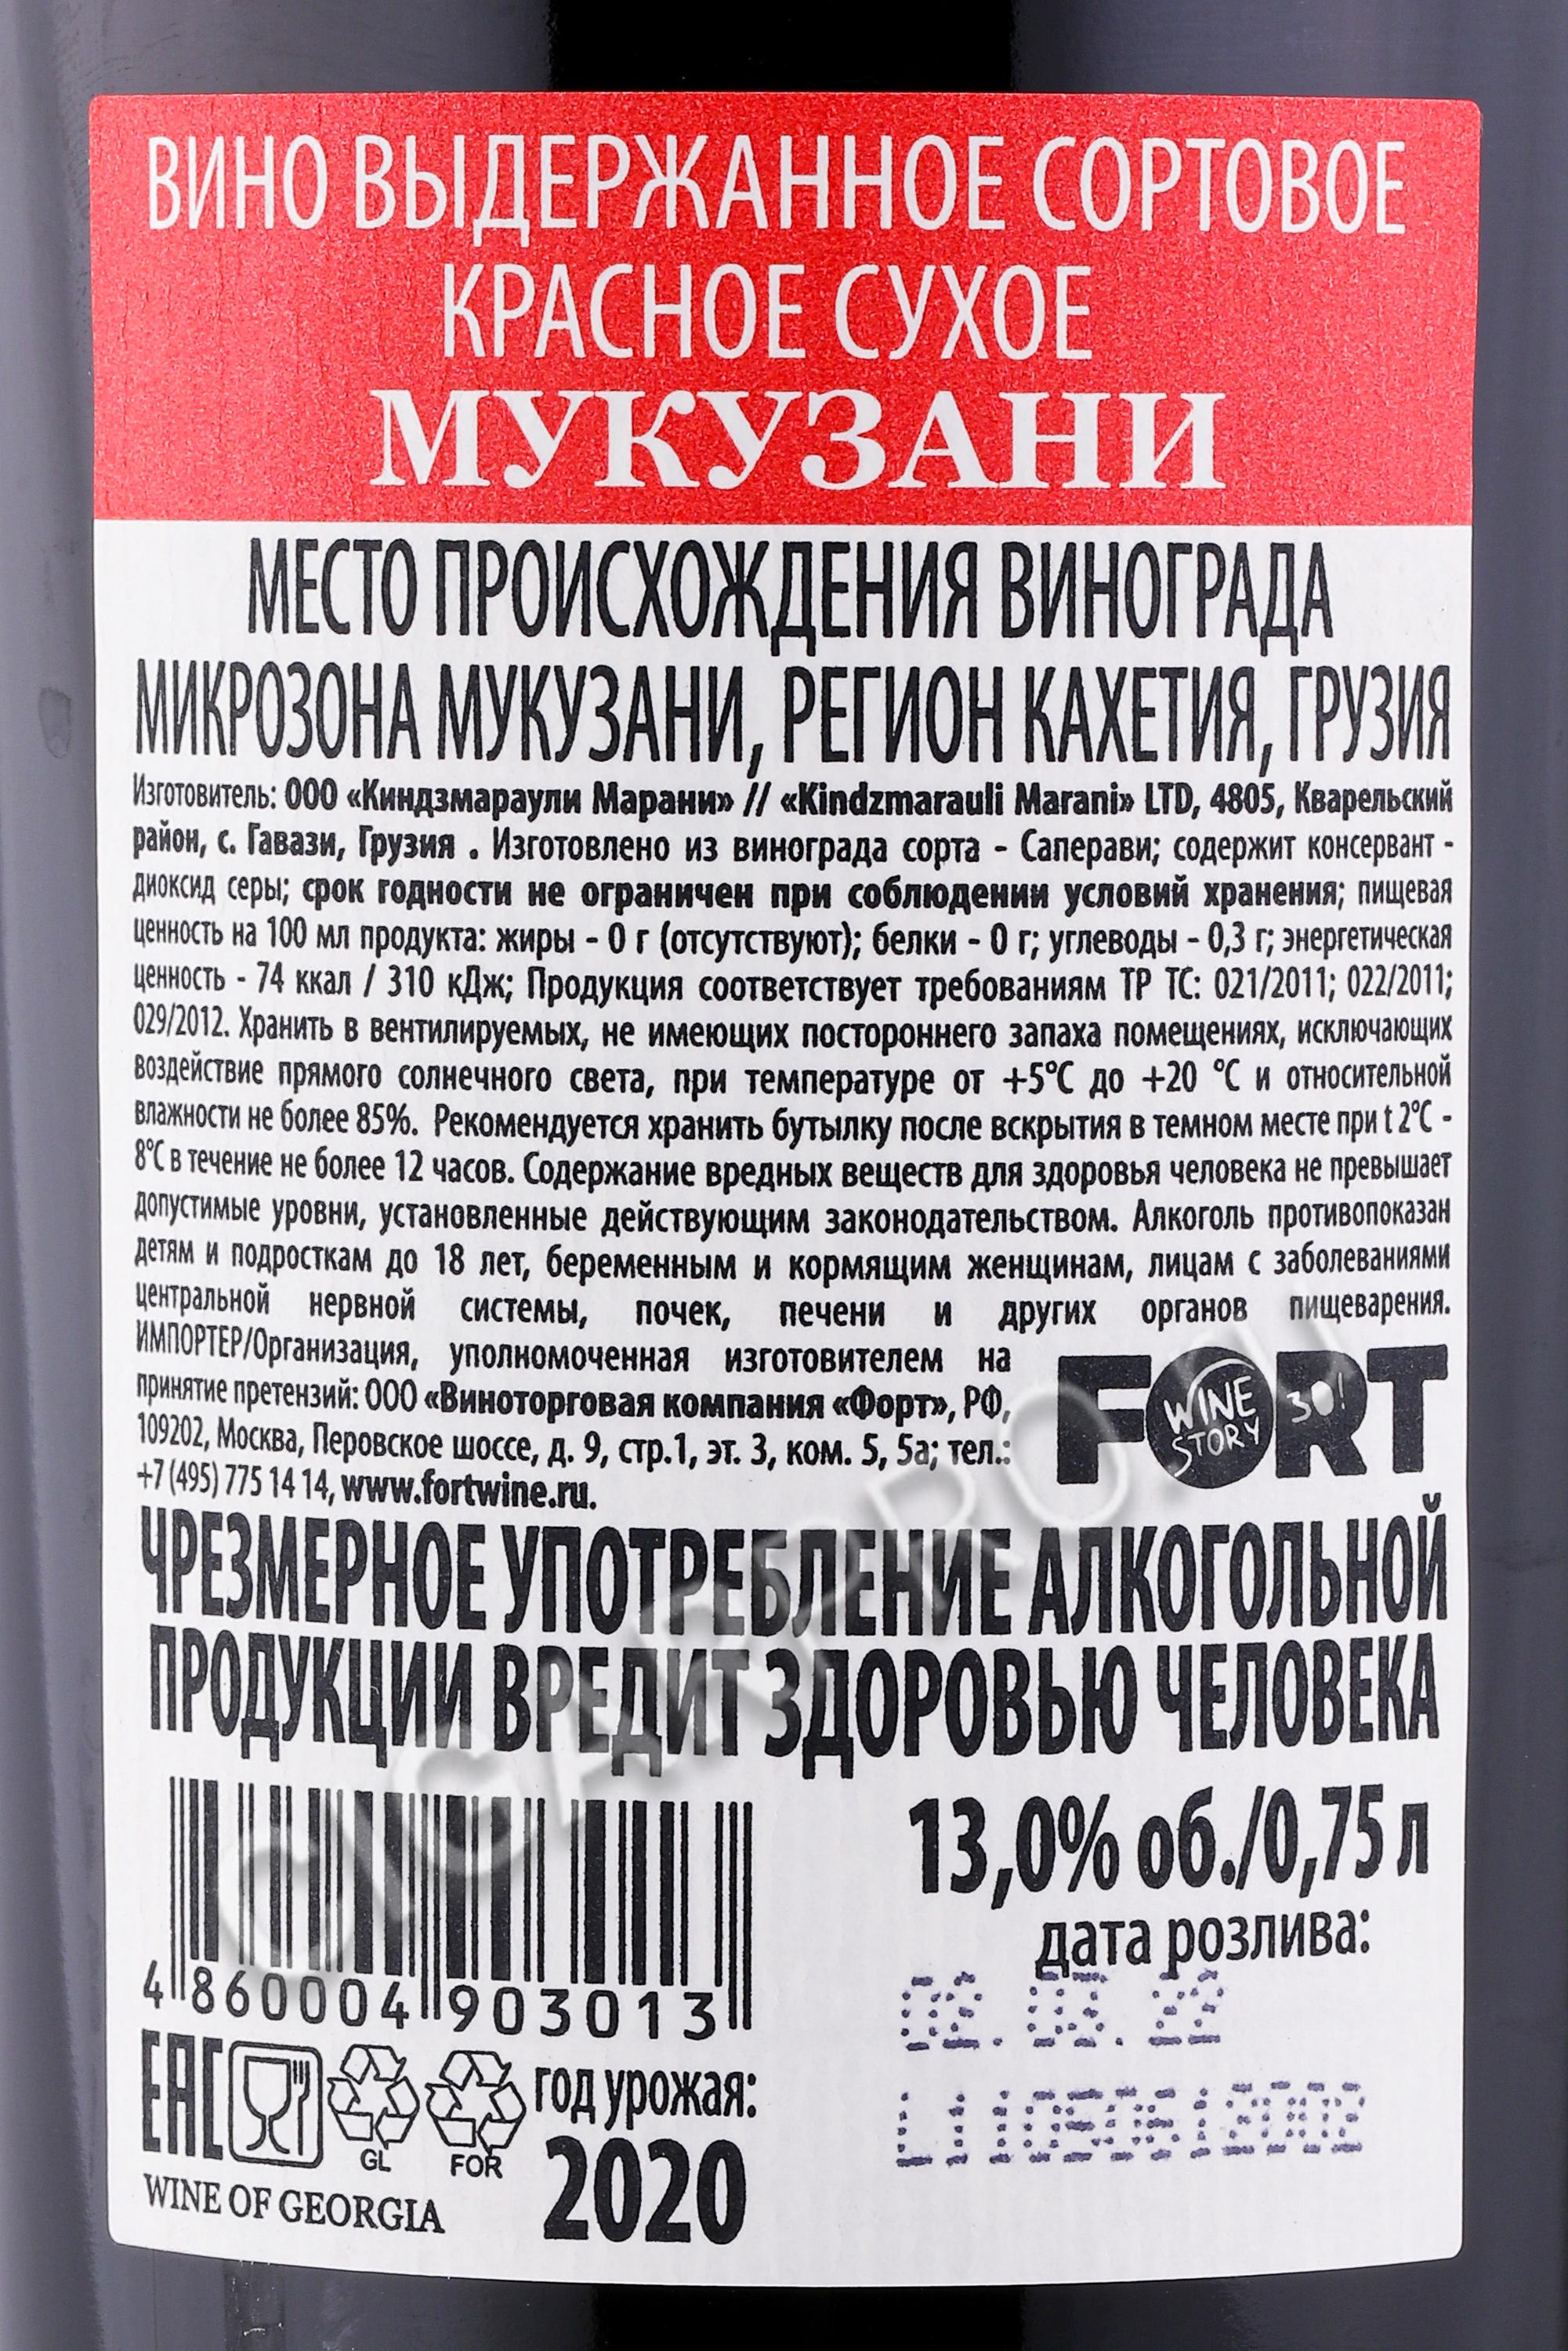 ВИНО ВЫДЕРЖАННОЕ СОРТОВОЕ
КРАСНОЕ СУХОЕ
МУКУЗАНИ
МЕСТО ПРОИСХОЖДЕНИЯ ВИНОГРАДА
МИКРОЗОНА МУКУЗАНИ, РЕГИОН КАХЕТИЯ, ГРУЗИЯ
Изготовитель: ООО «Киндзмараули Марани» // «Kindzmarauli Marani» LTD, 4805, Кварельский
район, с. Гавази, Грузия . Изготовлено из винограда сорта - Саперави; содержит консервант -
диоксид серы; срок годности не ограничен при соблюдении условий хранения; пищевая
ценность на 100 мл продукта: жиры - 0 г (отсутствуют); белки - 0 г; углеводы - 0,3 г; энергетическая
ценность - 74 ккал / 310 кДж; Продукция соответствует требованиям ТР ТС: 021/2011; 022/2011;
029/2012. Хранить в вентилируемых, не имеющих постороннего запаха помещениях, исключающих
воздействие прямого солнечного света, при температуре от +5°С до +20 °С и относительной
влажности не более 85%. Рекомендуется хранить бутылку после вскрытия в темном месте при t 2°С -
8°С в течение не более 12 часов. Содержание вредных веществ для здоровья человека не превышает
допустимые уровни, установленные действующим законодательством. Алкоголь противопоказан
детям и подросткам до 18 лет, беременным и кормящим женщинам, лицам с заболеваниями
центральной нервной системы, почек, печени и других органов пищеварения.
ИМПОРТЕР/Организация, уполномоченная изготовителем на
принятие претензий: ООО «Виноторговая компания «Форт», РФ,
109202, Москва, Перовское шоссе, д. 9, стр.1, эт. 3, ком. 5, 5а; тел.:
+7 (495) 775 14 14, www.fortwine.ru.
FORT
WINE
STORY
30!
ЧРЕЗМЕРНОЕ УПОТРЕБЛЕНИЕ АЛКОГОЛЬНОЙ
ПРОДУКЦИИ ВРЕДИТ ЗДОРОВЬЮ ЧЕЛОВЕКА
13,0% об./0,75 л
дата розлива:
4 860004 903013
EAC
GL
FOR
год урожая:
2020
WINE OF GEORGIA
CIGARPRO.RU